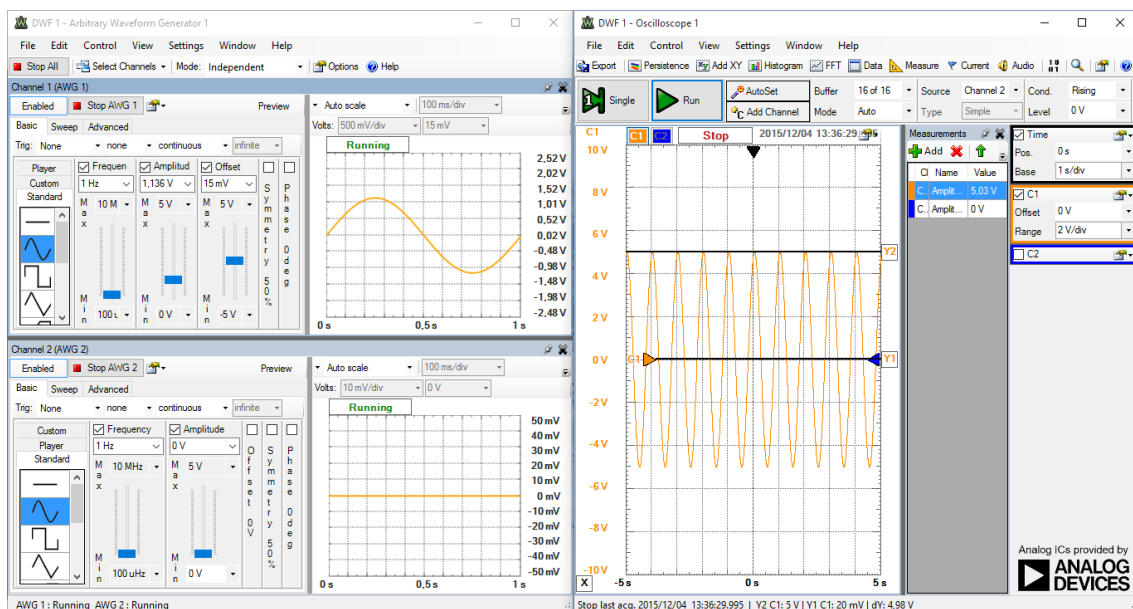 DWF 1 - Arbitrary Waveform Generator 1
File Edit Control View Settings Window Help
Stop All Select Channels Mode: Independent Options Help
Channel 1 (AWG 1)
Enabled Stop AWG 1 Preview
Basic Sweep Advanced
Trig: None none continuous infinite
Player
Custom
Standard
Frequen Amplitud Offset
1 Hz 1,136 V 15 mV
Max 10 M Max 5 V Max 5 V
Min 100 u Min 0 V Min -5 V
Symmetry 50 %
Phase 0 deg
Auto scale 100 ms/div
Volts: 500 mV/div 15 mV
Running
2,52 V
2,02 V
1,52 V
1,01 V
0,52 V
0,02 V
-0,48 V
-0,98 V
-1,48 V
-1,98 V
-2,48 V
0 s 0,5 s 1 s
Channel 2 (AWG 2)
Enabled Stop AWG 2 Preview
Basic Sweep Advanced
Trig: None none continuous infinite
Custom
Player
Standard
Frequency Amplitude
1 Hz 0 V
Max 10 MHz Max 5 V
Min 100 uHz Min 0 V
Offset 0 V
Symmetry 50 %
Phase 0 deg
Auto scale 100 ms/div
Volts: 10 mV/div 0 V
Running
50 mV
40 mV
30 mV
20 mV
10 mV
0 mV
-10 mV
-20 mV
-30 mV
-40 mV
-50 mV
0 s 0,5 s 1 s
AWG 1 : Running AWG 2 : Running
DWF 1 - Oscilloscope 1
File Edit Control View Settings Window Help
Export Persistence Add XY Histogram FFT Data Measure Current Audio
Single Run AutoSet Buffer 16 of 16 Source Channel 2 Cond. Rising
Add Channel Mode Auto Type Simple Level 0 V
C1 C1 C2 Stop 2015/12/04 13:36:29
10 V
8 V
6 V
4 V
2 V
0 V
-2 V
-4 V
-6 V
-8 V
-10 V
C1
Y2
Y1
X -5 s 0 s 5 s
Measurements
Add
Cl Name Value
C.. Amplit... 5,03 V
C.. Amplit... 0 V
Time
Pos. 0 s
Base 1 s/div
C1
Offset 0 V
Range 2 V/div
C2
Analog ICs provided by
ANALOG
DEVICES
Stop last acq. 2015/12/04 13:36:29.995 | Y2 C1: 5 V | Y1 C1: 20 mV | dY: 4,98 V